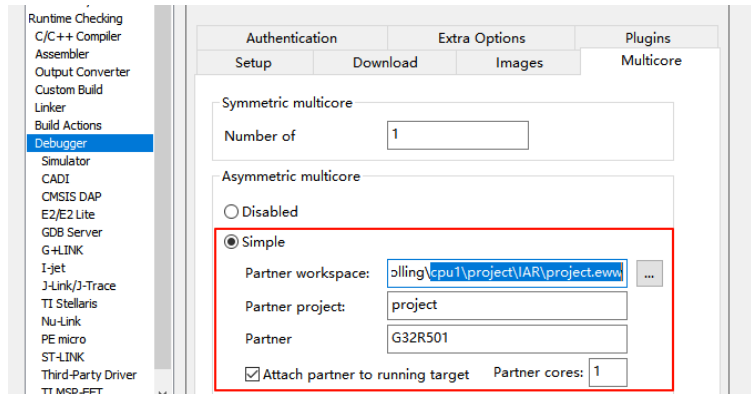 Runtime Checking
C/C++ Compiler
Assembler
Output Converter
Custom Build
Linker
Build Actions
Debugger
Simulator
CADI
CMSIS DAP
E2/E2 Lite
GDB Server
G+LINK
I-jet
J-Link/J-Trace
TI Stellaris
Nu-Link
PE micro
ST-LINK
Third-Party Driver
TI MSP-FET
Authentication Extra Options Plugins
Setup Download Images Multicore
Symmetric multicore
Number of 1
Asymmetric multicore
Disabled
Simple
Partner workspace: olling\cpu1\project\IAR\project.eww ...
Partner project: project
Partner G32R501
Attach partner to running target Partner cores: 1